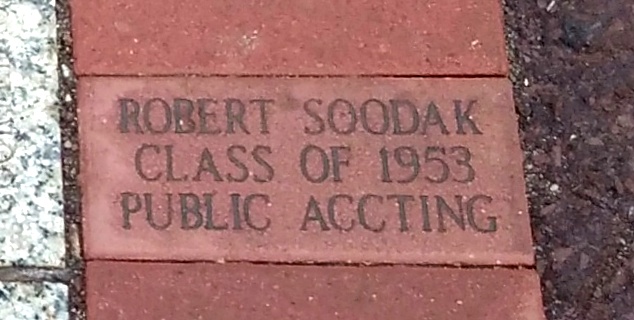 ROBERT SOODAK
CLASS OF 1953
PUBLIC ACCTING